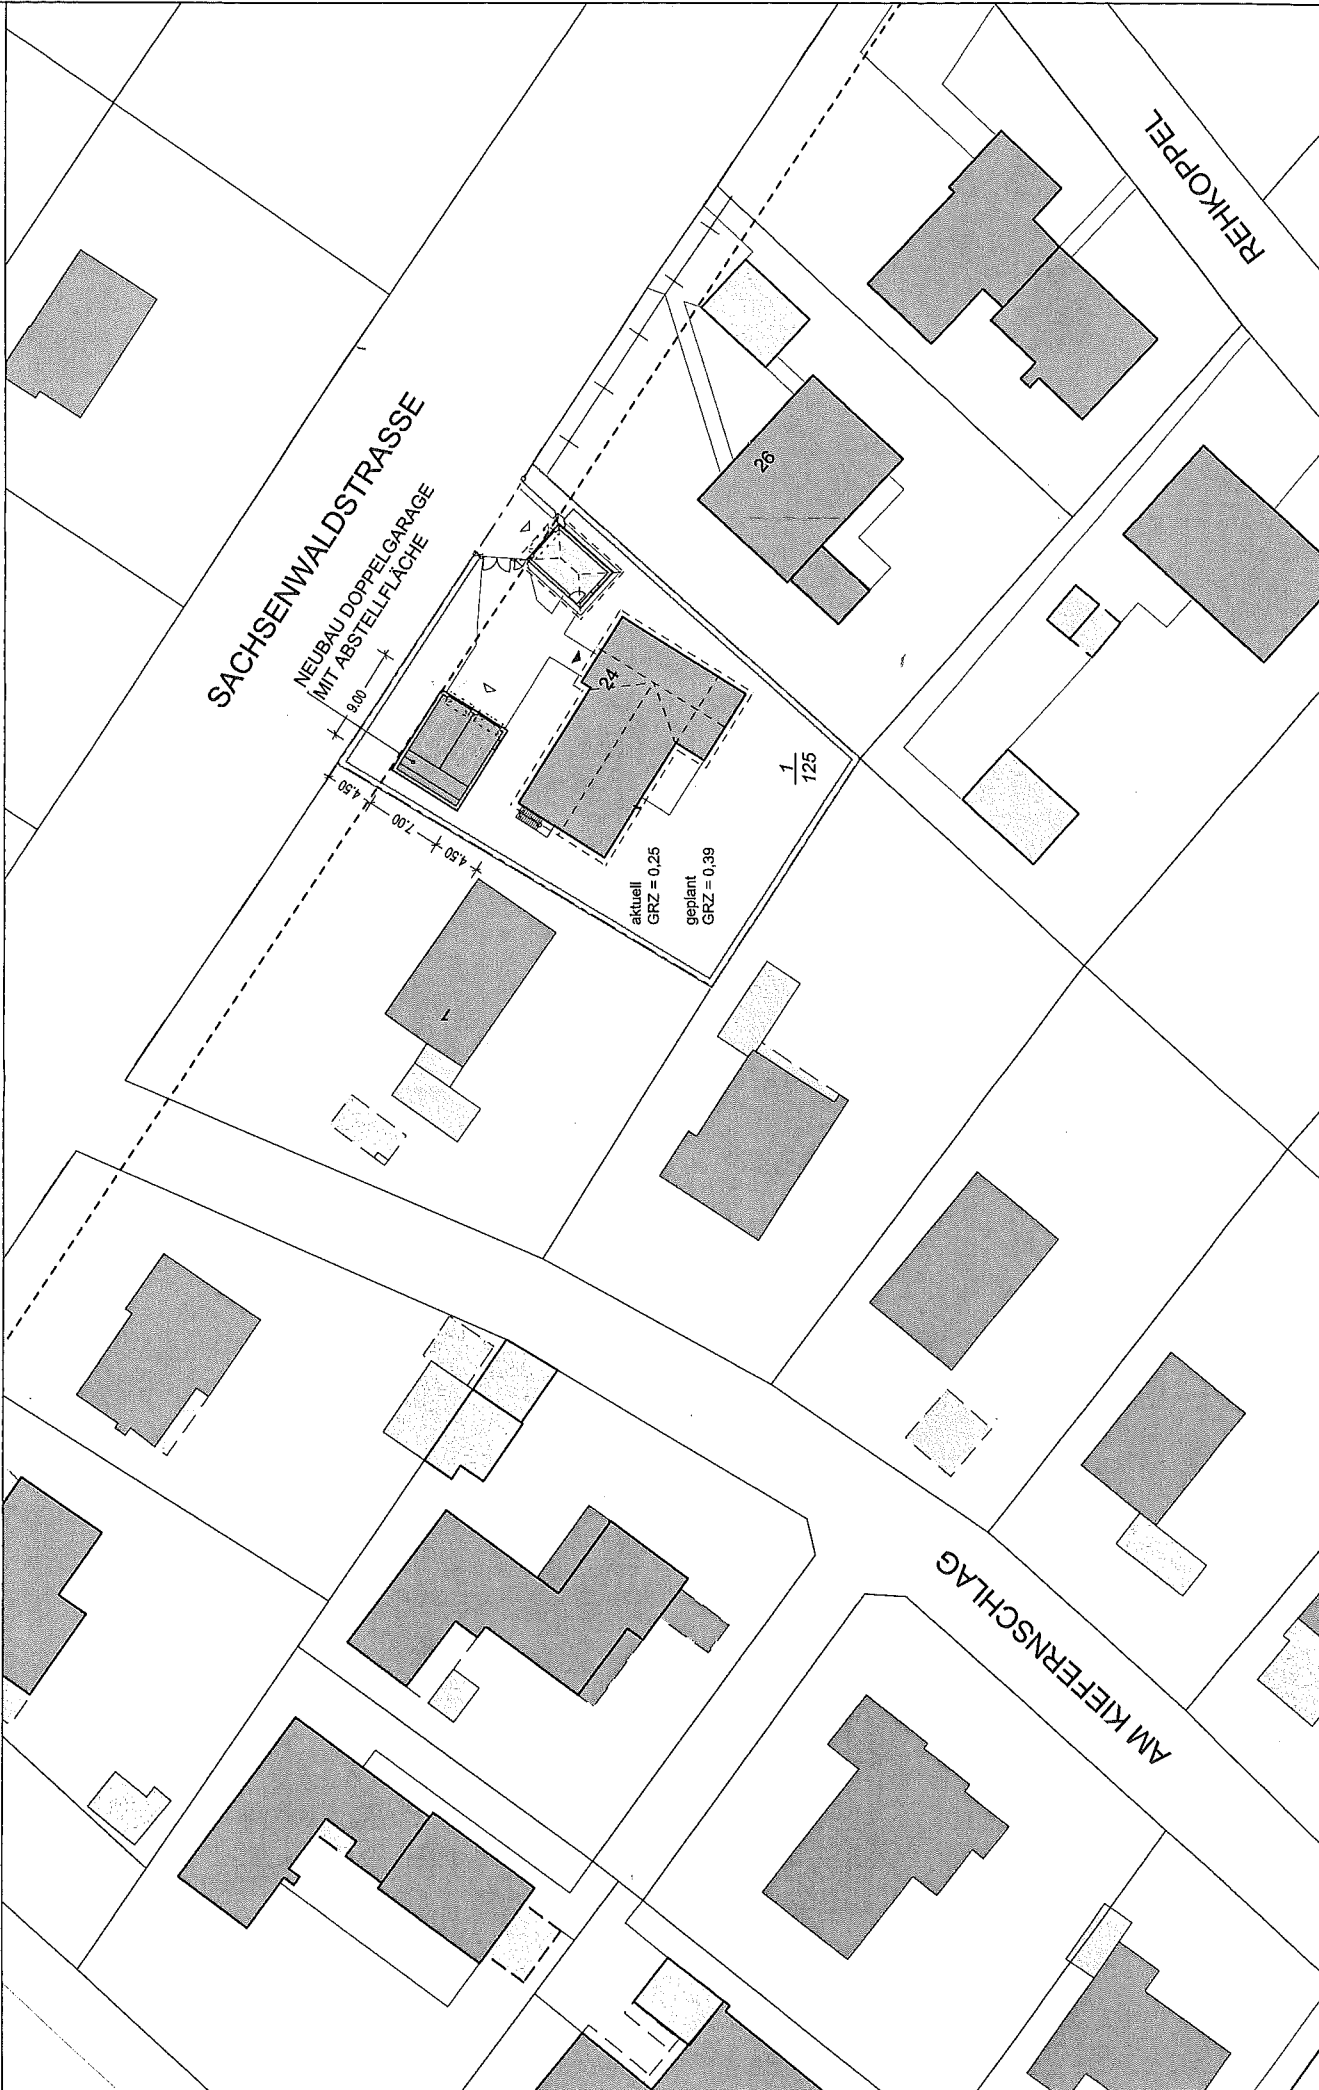 REHKOPPEL
SACHSENWALDSTRASSE
NEUBAU DOPPELGARAGE
MIT ABSTELLFLÄCHE
9.00
4.50
7.00
4.50
26
24
1
125
aktuell
GRZ = 0,25
geplant
GRZ = 0,39
1
AM KIEFERNSCHLAG